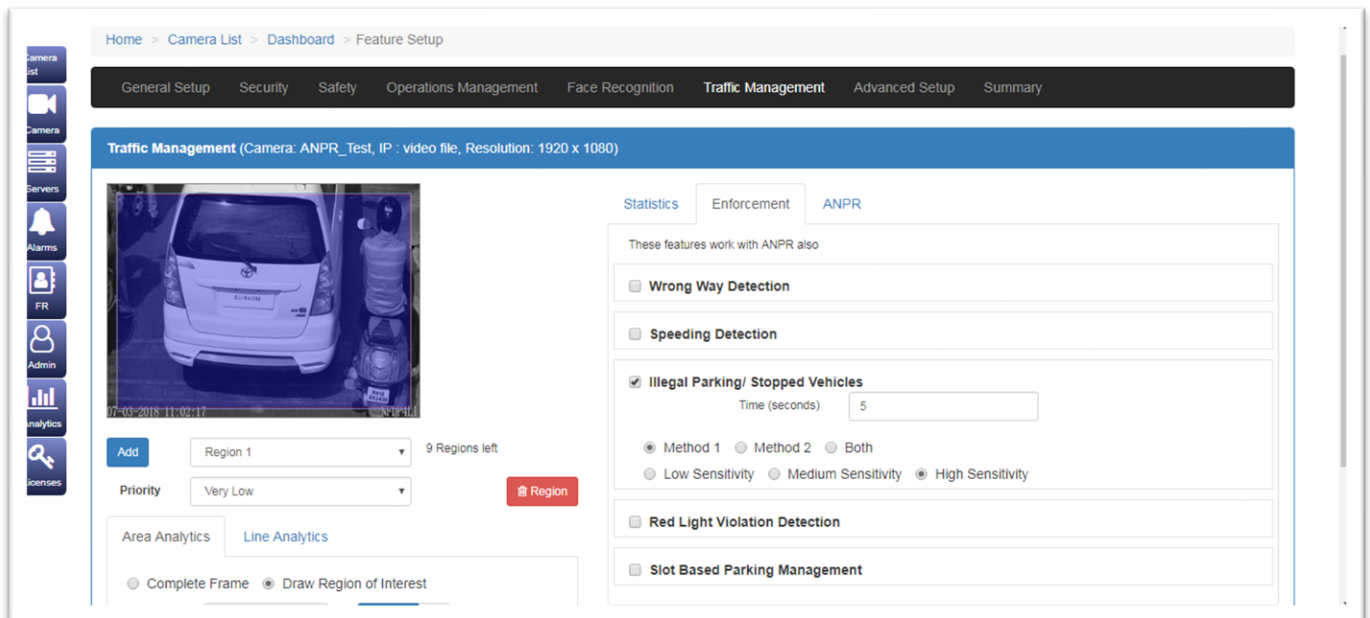 Home > Camera List > Dashboard > Feature Setup
Camera
List
Camera
Servers
Alarms
FR
Admin
Analytics
Licenses
General Setup Security Safety Operations Management Face Recognition Traffic Management Advanced Setup Summary
Traffic Management (Camera: ANPR_Test, IP : video file, Resolution: 1920 x 1080)
07-03-2018 11:02:17
Add Region 1 9 Regions left
Priority Very Low Region
Area Analytics Line Analytics
Complete Frame Draw Region of Interest
Statistics Enforcement ANPR
These features work with ANPR also
Wrong Way Detection
Speeding Detection
Illegal Parking/ Stopped Vehicles
Time (seconds) 5
Method 1 Method 2 Both
Low Sensitivity Medium Sensitivity High Sensitivity
Red Light Violation Detection
Slot Based Parking Management